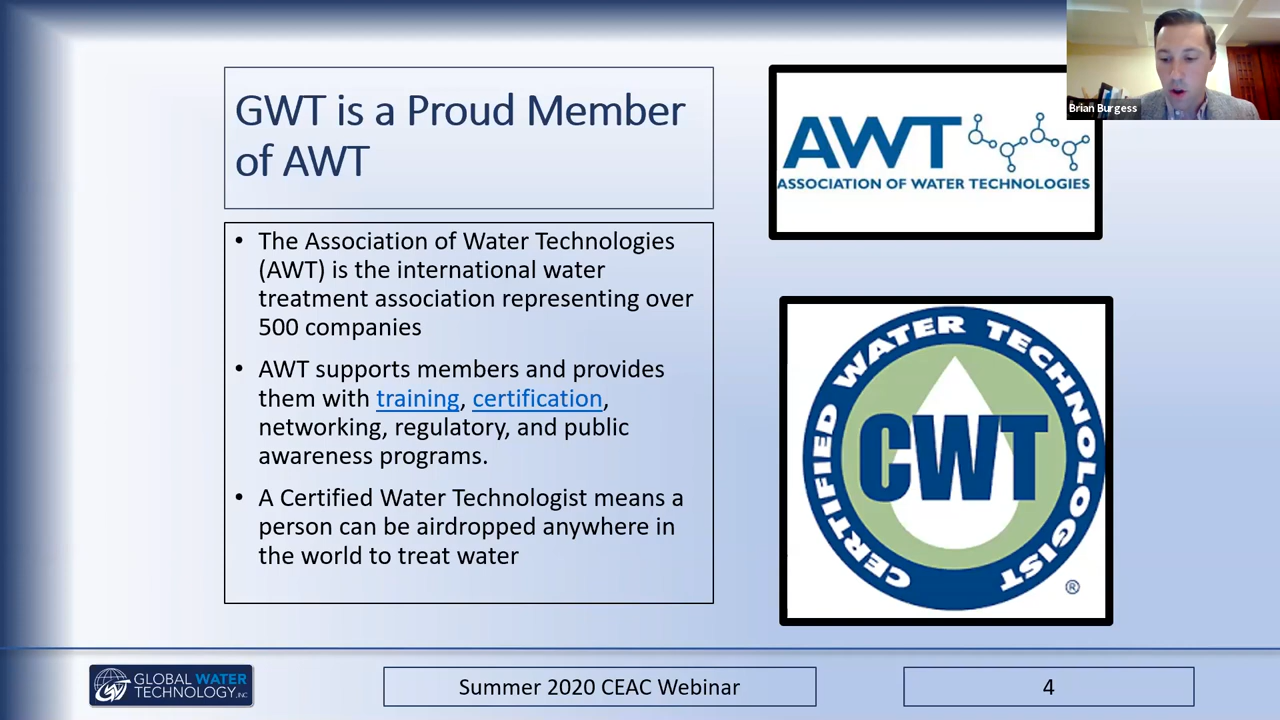 Brian Burgess
GWT is a Proud Member
of AWT
AWT
ASSOCIATION OF WATER TECHNOLOGIES
• The Association of Water Technologies
(AWT) is the international water
treatment association representing over
500 companies
• AWT supports members and provides
them with training, certification,
networking, regulatory, and public
awareness programs.
• A Certified Water Technologist means a
person can be airdropped anywhere in
the world to treat water
CERTIFIED WATER TECHNOLOGIST
CWT
®
GLOBAL WATER
TECHNOLOGY, INC
Summer 2020 CEAC Webinar
4